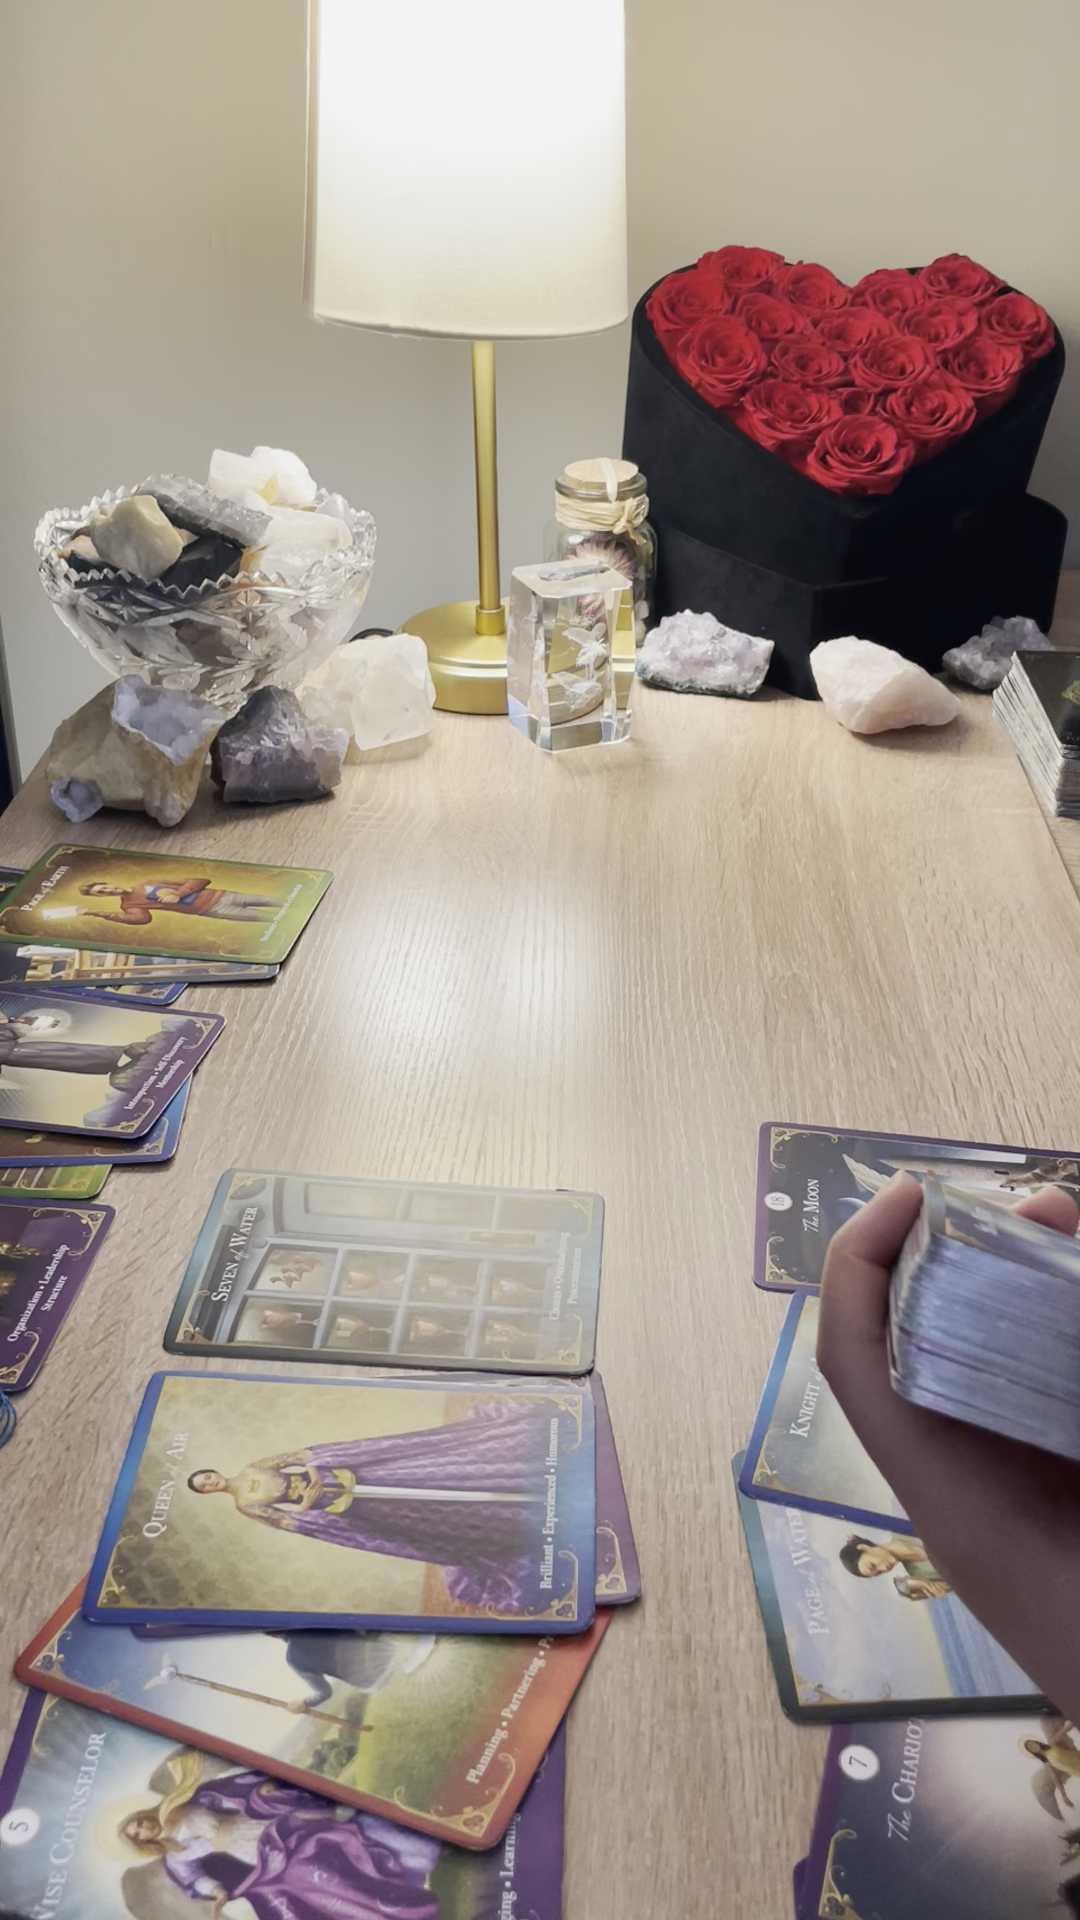 PAGE of EARTH
Introspection • Self Discovery
Mentorship
Organization • Leadership
Structure
SEVEN of WATER
Choices • Overwhelming
Procrastination
18
The MOON
KNIGHT
QUEEN of AIR
Brilliant • Experienced • Humorous
PAGE of WATER
Planning • Partnering • P
5
WISE COUNSELOR
7
The CHARIOT